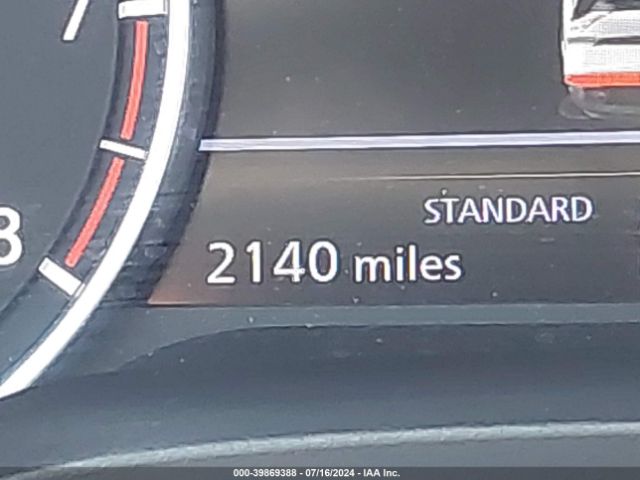 7
STANDARD
8
2140 miles
000-39869388 - 07/16/2024 - IAA Inc.